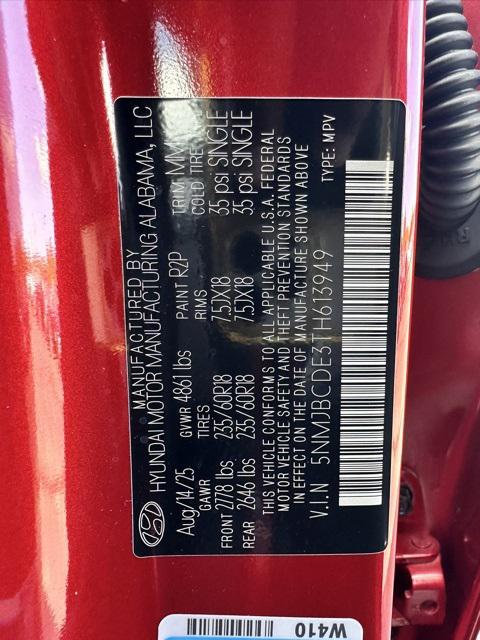 MANUFACTURED BY
HYUNDAI MOTOR MANUFACTURING ALABAMA, LLC
Aug/14/25 GVWR 4861 lbs PAINT R2P TRIM MM
GAWR TIRES RIMS COLD TIRE
FRONT 2778 lbs 235/60R18 7.5JX18 35 psi SINGLE
REAR 2646 lbs 235/60R18 7.5JX18 35 psi SINGLE
THIS VEHICLE CONFORMS TO ALL APPLICABLE U.S.A. FEDERAL
MOTOR VEHICLE SAFETY AND THEFT PREVENTION STANDARDS
IN EFFECT ON THE DATE OF MANUFACTURE SHOWN ABOVE
V.I.N 5NMJBCDE3TH613949 TYPE: MPV
W410